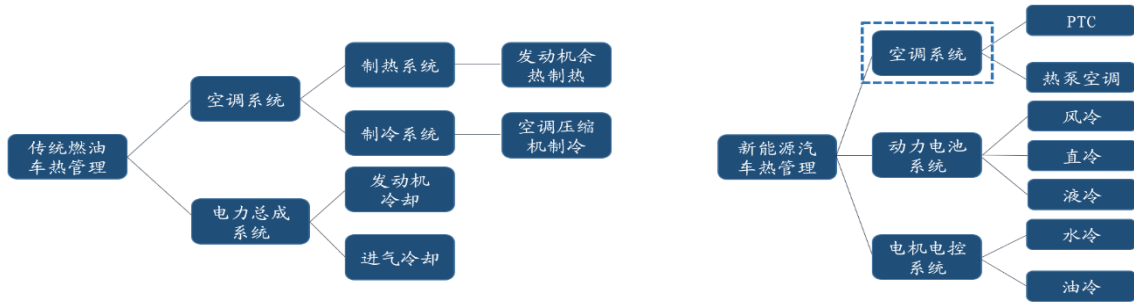 传统燃油
车热管理
空调系统
制热系统
发动机余
热制热
制冷系统
空调压缩
机制冷
电力总成
系统
发动机
冷却
进气冷却
新能源汽
车热管理
空调系统
PTC
热泵空调
动力电池
系统
风冷
直冷
液冷
电机电控
系统
水冷
油冷